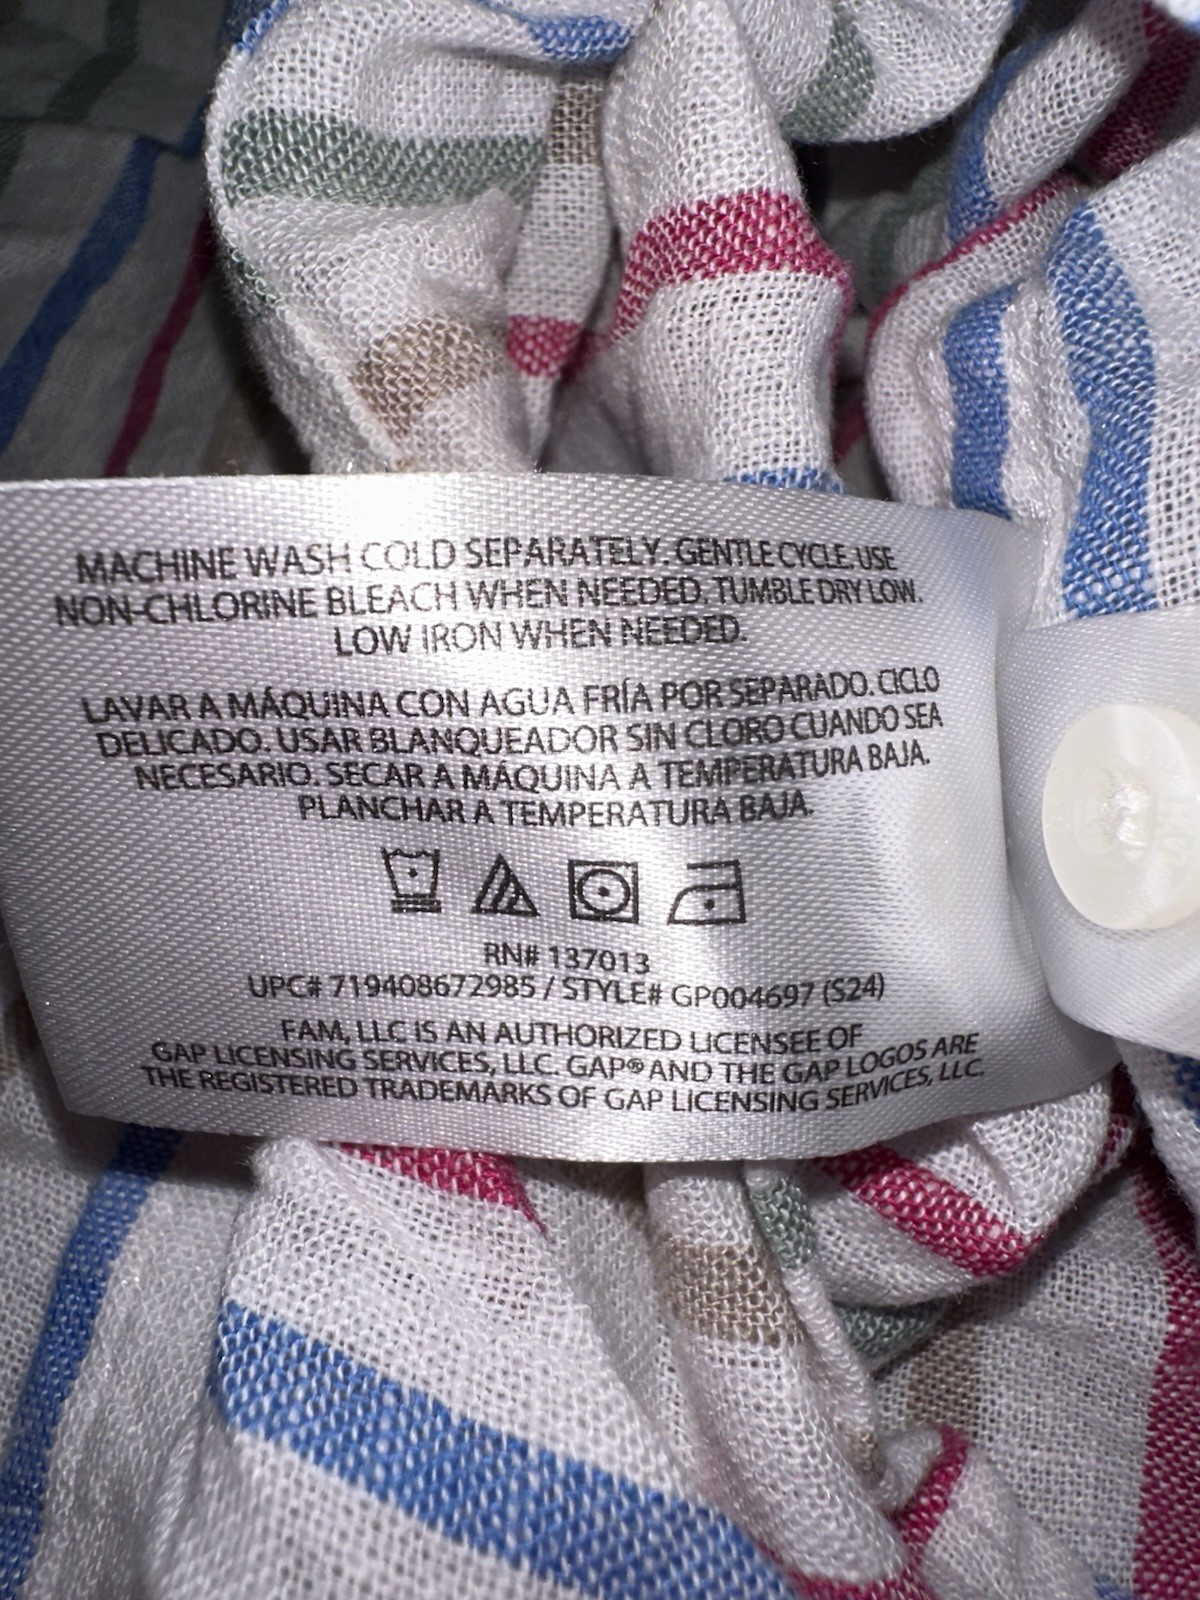 MACHINE WASH COLD SEPARATELY. GENTLE CYCLE. USE
NON-CHLORINE BLEACH WHEN NEEDED. TUMBLE DRY LOW.
LOW IRON WHEN NEEDED.
LAVAR A MÁQUINA CON AGUA FRÍA POR SEPARADO. CICLO
DELICADO. USAR BLANQUEADOR SIN CLORO CUANDO SEA
NECESARIO. SECAR A MÁQUINA A TEMPERATURA BAJA.
PLANCHAR A TEMPERATURA BAJA.
RN# 137013
UPC# 719408672985 / STYLE# GP004697 (S24)
FAM, LLC IS AN AUTHORIZED LICENSEE OF
GAP LICENSING SERVICES, LLC. GAP® AND THE GAP LOGOS ARE
THE REGISTERED TRADEMARKS OF GAP LICENSING SERVICES, LLC.